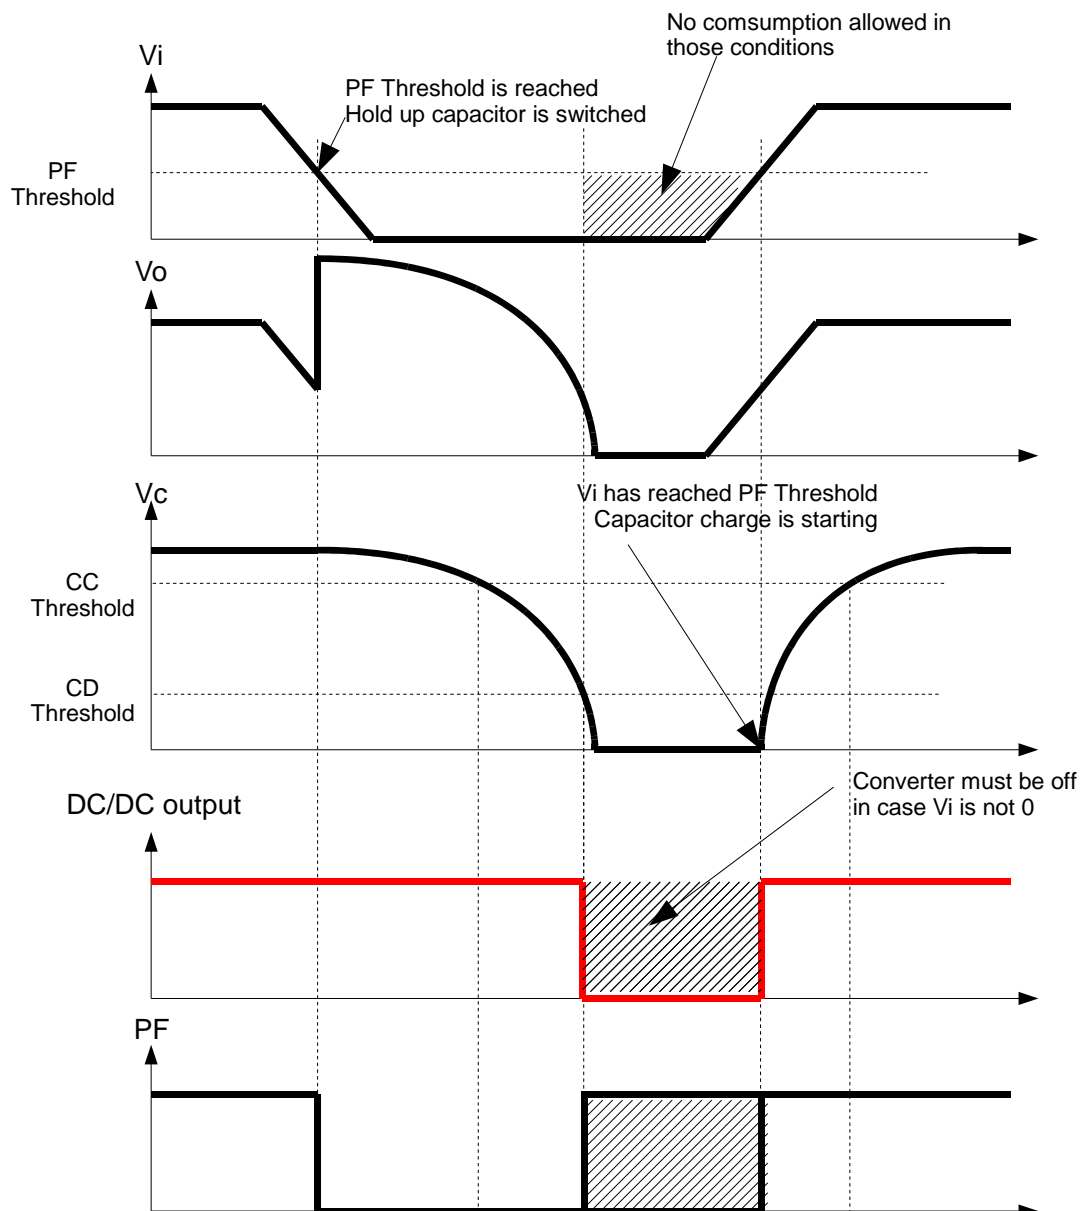 No comsumption allowed in
those conditions
Vi
PF Threshold is reached
Hold up capacitor is switched
PF
Threshold
Vo
Vc
Vi has reached PF Threshold
Capacitor charge is starting
CC
Threshold
CD
Threshold
Converter must be off
in case Vi is not 0
DC/DC output
PF